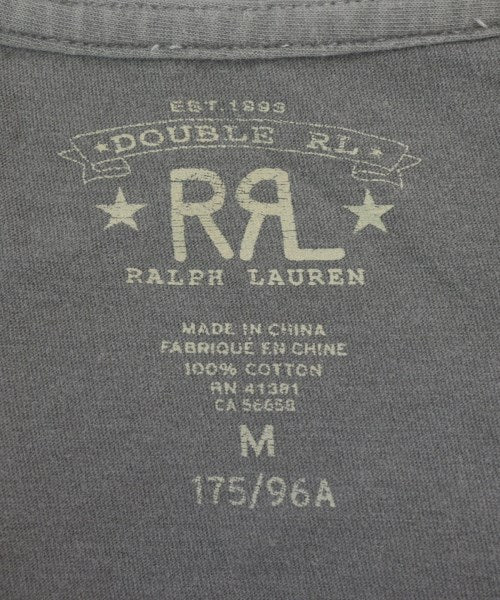 EST. 1993
DOUBLE RL
RRL
RALPH LAUREN
MADE IN CHINA
FABRIQUÉ EN CHINE
100% COTTON
RN 41381
CA 56658
M
175/96A